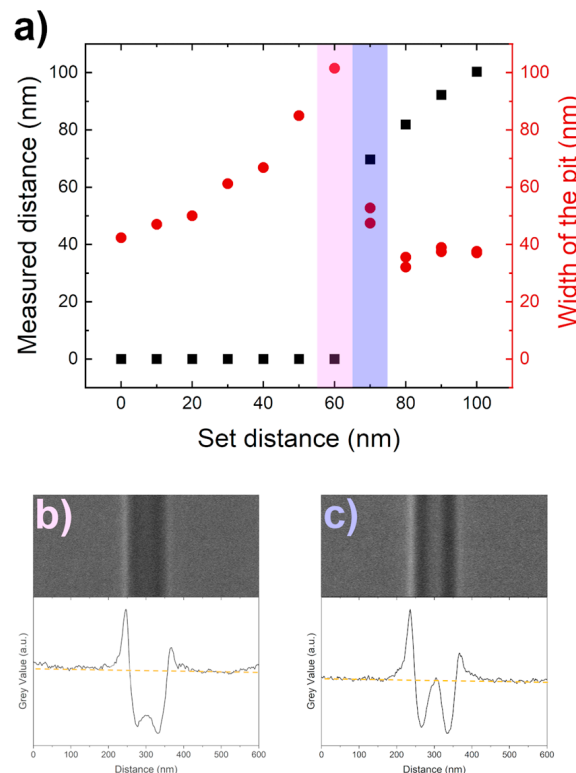 a)
Measured distance (nm)
100
80
60
40
20
0
0 20 40 60 80 100
Set distance (nm)
100
80
60
40
20
0
Width of the pit (nm)
b)
Grey Value (a.u.)
0 100 200 300 400 500 600
Distance (nm)
c)
Grey Value (a.u.)
0 100 200 300 400 500 600
Distance (nm)